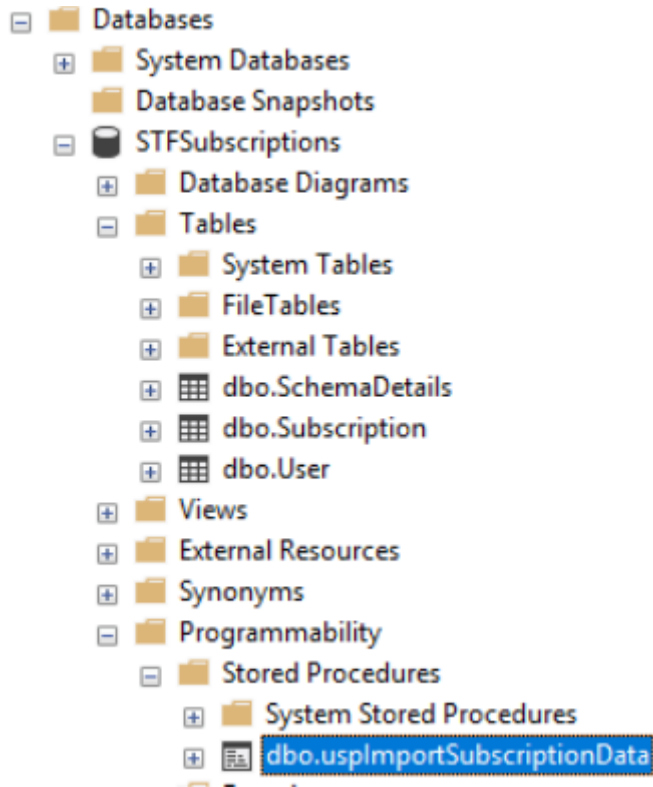 Databases
System Databases
Database Snapshots
STFSubscriptions
Database Diagrams
Tables
System Tables
FileTables
External Tables
dbo.SchemaDetails
dbo.Subscription
dbo.User
Views
External Resources
Synonyms
Programmability
Stored Procedures
System Stored Procedures
dbo.uspImportSubscriptionData